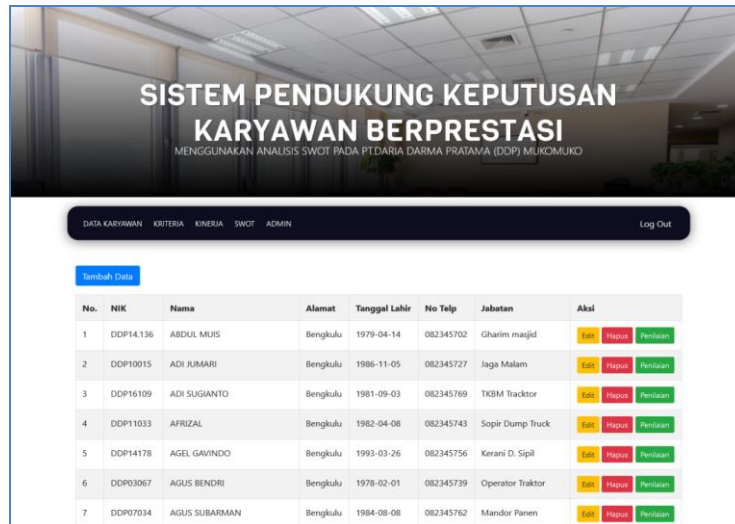 SISTEM PENDUKUNG KEPUTUSAN
KARYAWAN BERPRESTASI
MENGGUNAKAN ANALISIS SWOT PADA PT.DARIA DARMA PRATAMA (DDP) MUKOMUKO
DATA KARYAWAN KRITERIA KINERJA SWOT ADMIN Log Out
Tambah Data
No. NIK Nama Alamat Tanggal Lahir No Telp Jabatan Aksi
1 DDP14.136 ABDUL MUIS Bengkulu 1979-04-14 082345702 Gharim masjid Edit Hapus Penilaian
2 DDP10015 ADI JUMARI Bengkulu 1986-11-05 082345727 Jaga Malam Edit Hapus Penilaian
3 DDP16109 ADI SUGIANTO Bengkulu 1981-09-03 082345769 TKBM Tracktor Edit Hapus Penilaian
4 DDP11033 AFRIZAL Bengkulu 1982-04-08 082345743 Sopir Dump Truck Edit Hapus Penilaian
5 DDP14178 AGEL GAVINDO Bengkulu 1993-03-26 082345756 Kerani D. Sipil Edit Hapus Penilaian
6 DDP03067 AGUS BENDRI Bengkulu 1978-02-01 082345739 Operator Traktor Edit Hapus Penilaian
7 DDP07034 AGUS SUBARMAN Bengkulu 1984-08-08 082345762 Mandor Panen Edit Hapus Penilaian